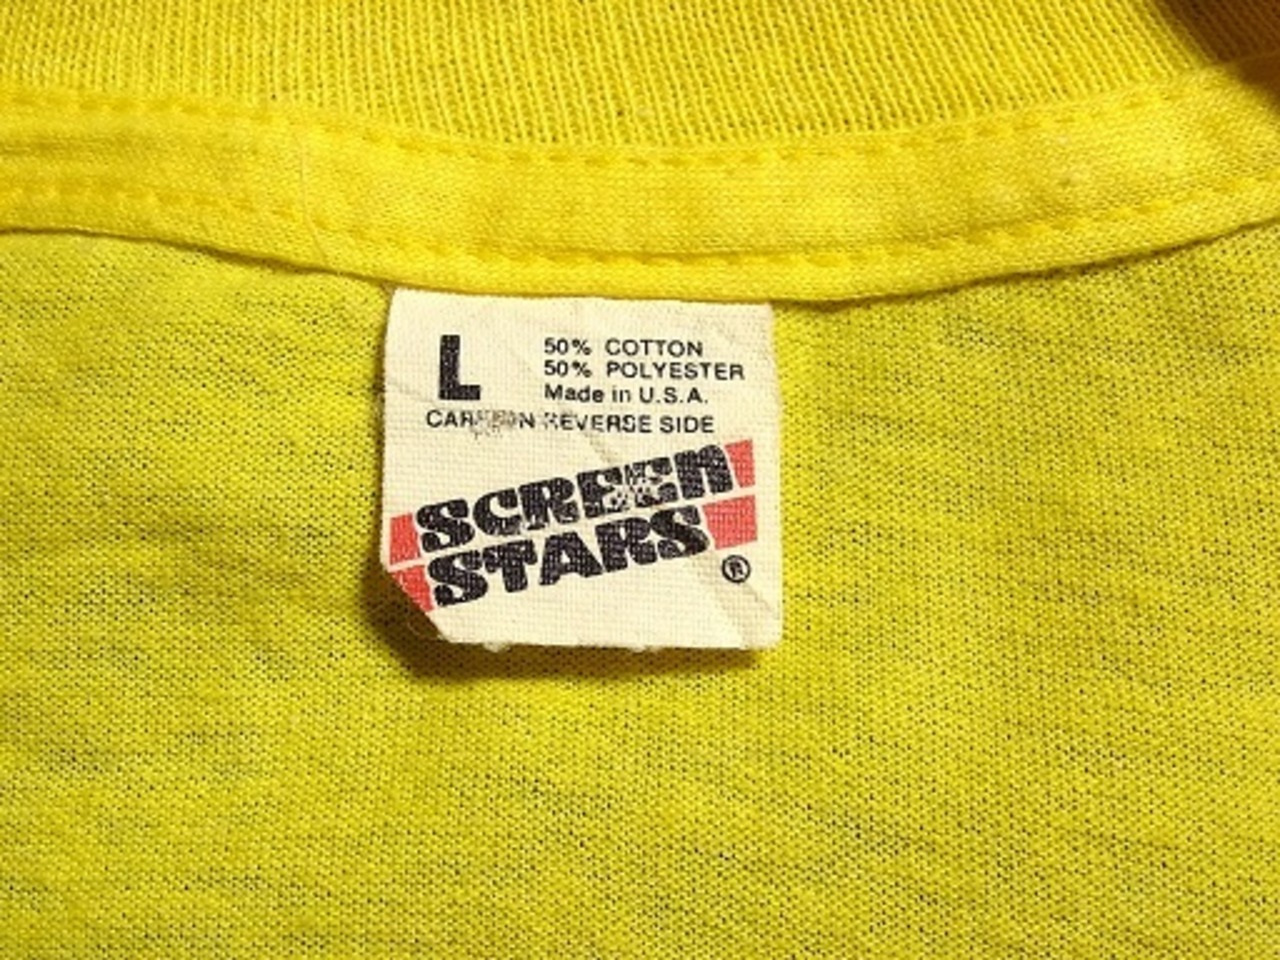 L
50% COTTON
50% POLYESTER
Made in U.S.A.
REVERSE SIDE
SCREEN
STARS
®